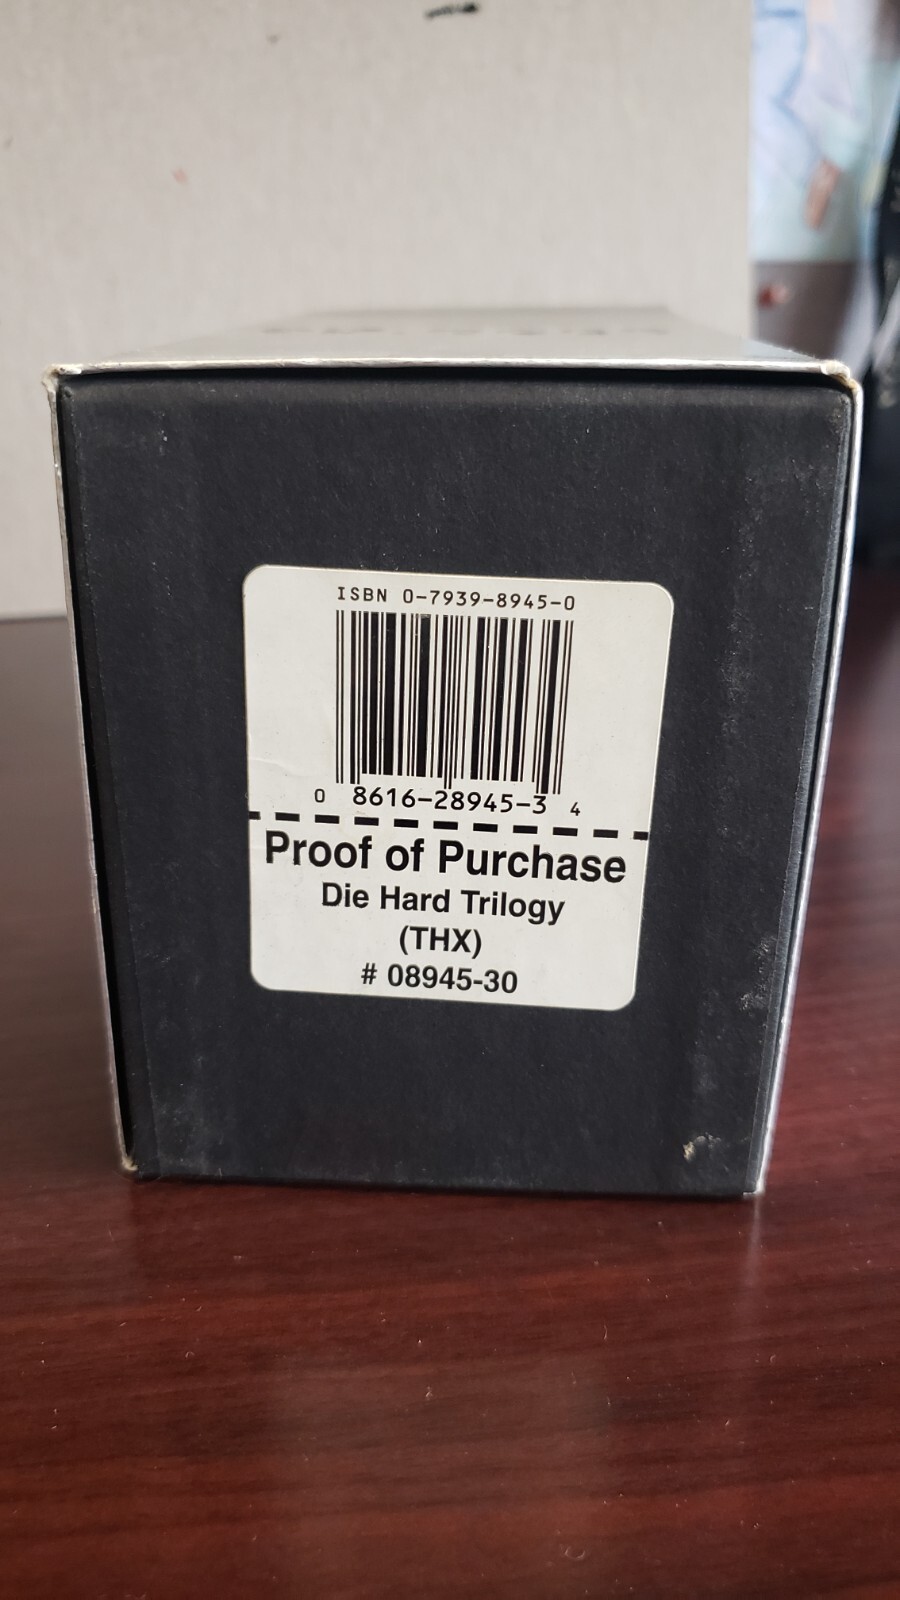 ISBN 0-7939-8945-0
0 8616-28945-3 4
Proof of Purchase
Die Hard Trilogy
(THX)
# 08945-30